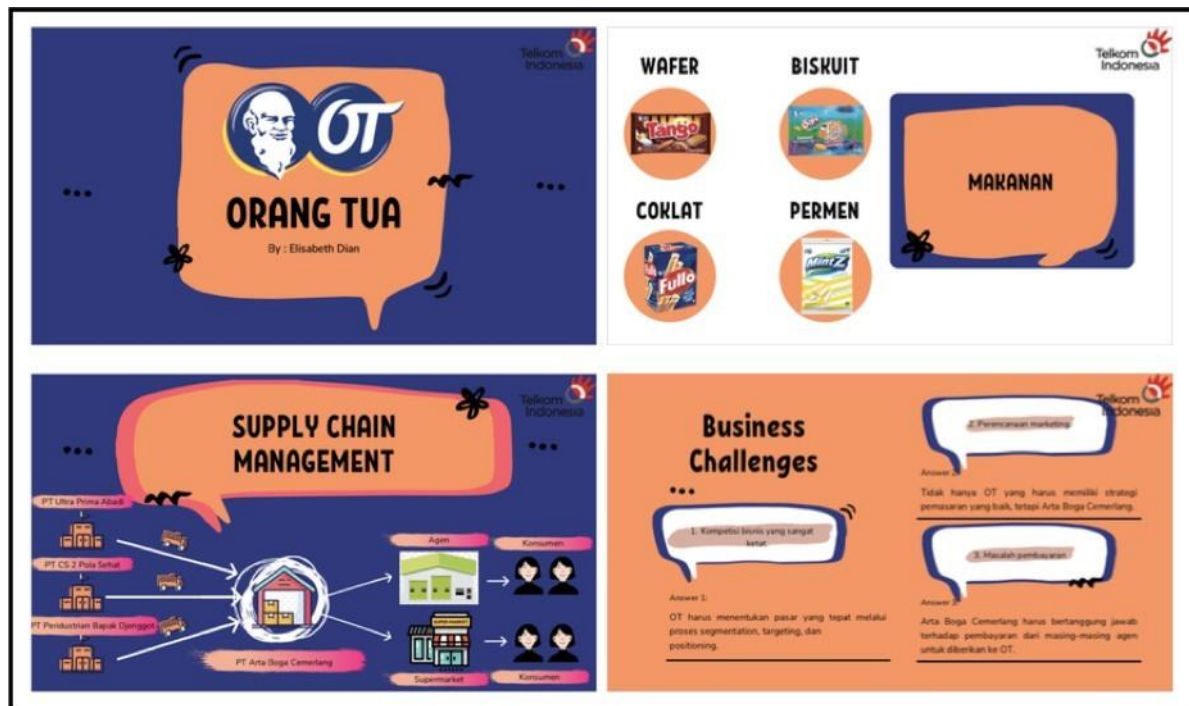 Telkom
Indonesia
OT
ORANG TUA
By : Elisabeth Dian
Telkom
Indonesia
WAFER
BISKUIT
Tango
COKLAT
PERMEN
Fullo
MintZ
MAKANAN
Telkom
Indonesia
SUPPLY CHAIN
MANAGEMENT
PT Ultra Prima Abadi
PT CS 2 Pola Sehat
PT Perindustrian Bapak Djenggot
PT Arta Boga Cemerlang
Agen
Konsumen
SUPER MARKET
Supermarket
Konsumen
Telkom
Indonesia
Business
Challenges
1. Kompetisi bisnis yang sangat
ketat
Answer 1:
OT harus menentukan pasar yang tepat melalui
proses segmentation, targeting, dan
positioning.
2. Perencanaan marketing
Answer 2:
Tidak hanya OT yang harus memiliki strategi
pemasaran yang baik, tetapi Arta Boga Cemerlang.
3. Masalah pembayaran
Answer 3:
Arta Boga Cemerlang harus bertanggung jawab
terhadap pembayaran dari masing-masing agen
untuk diberikan ke OT.